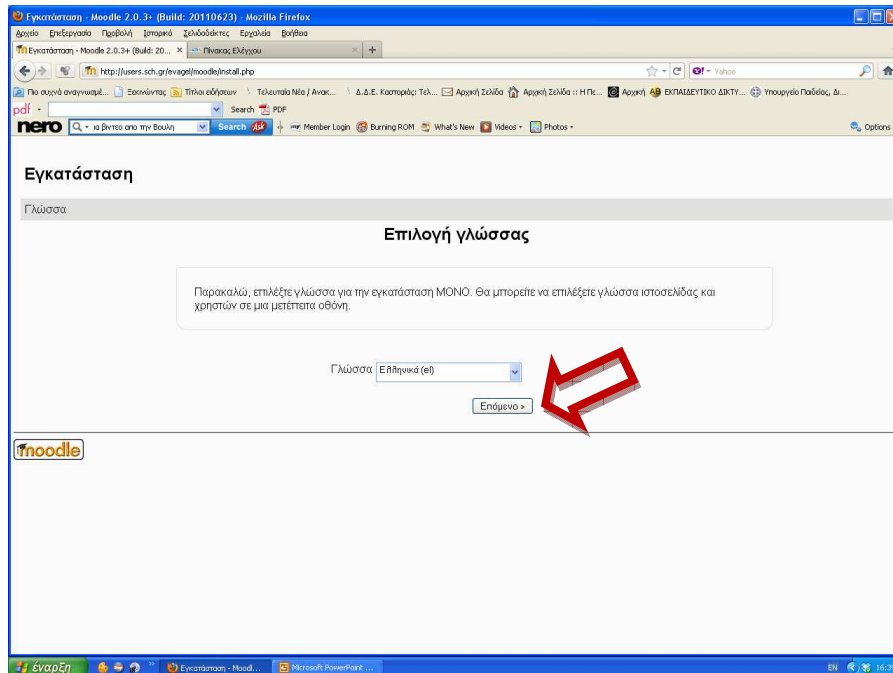 Εγκατάσταση - Moodle 2.0.3+ (Build: 20110623) - Mozilla Firefox
Αρχείο Επεξεργασία Προβολή Ιστορικό Σελιδοδείκτες Εργαλεία Βοήθεια
Εγκατάσταση - Moodle 2.0.3+ (Build: 20... × Πίνακας Ελέγχου × +
http://users.sch.gr/evagel/moodle/install.php Yahoo
Πιο συχνά αναγνωσμέ... Ξεκινώντας Τίτλοι ειδήσεων Τελευταία Νέα / Ανακ... Δ.Δ.Ε. Καστοριάς: Τελ... Αρχική Σελίδα Αρχική Σελίδα :: Η Πε... Αρχική ΕΚΠΑΙΔΕΥΤΙΚΟ ΔΙΚΤΥ... Υπουργείο Παιδείας, Δι...
pdf Search PDF
nero ια βιντεο απο την Βουλη Search Ask Member Login Burning ROM What's New Videos Photos Options
Εγκατάσταση
Γλώσσα
Επιλογή γλώσσας
Παρακαλώ, επιλέξτε γλώσσα για την εγκατάσταση ΜΟΝΟ. Θα μπορείτε να επιλέξετε γλώσσα ιστοσελίδας και
χρηστών σε μια μετέπειτα οθόνη.
Γλώσσα Ελληνικά (el)
Επόμενο »
moodle
έναρξη Εγκατάσταση - Mood... Microsoft PowerPoint ... EN